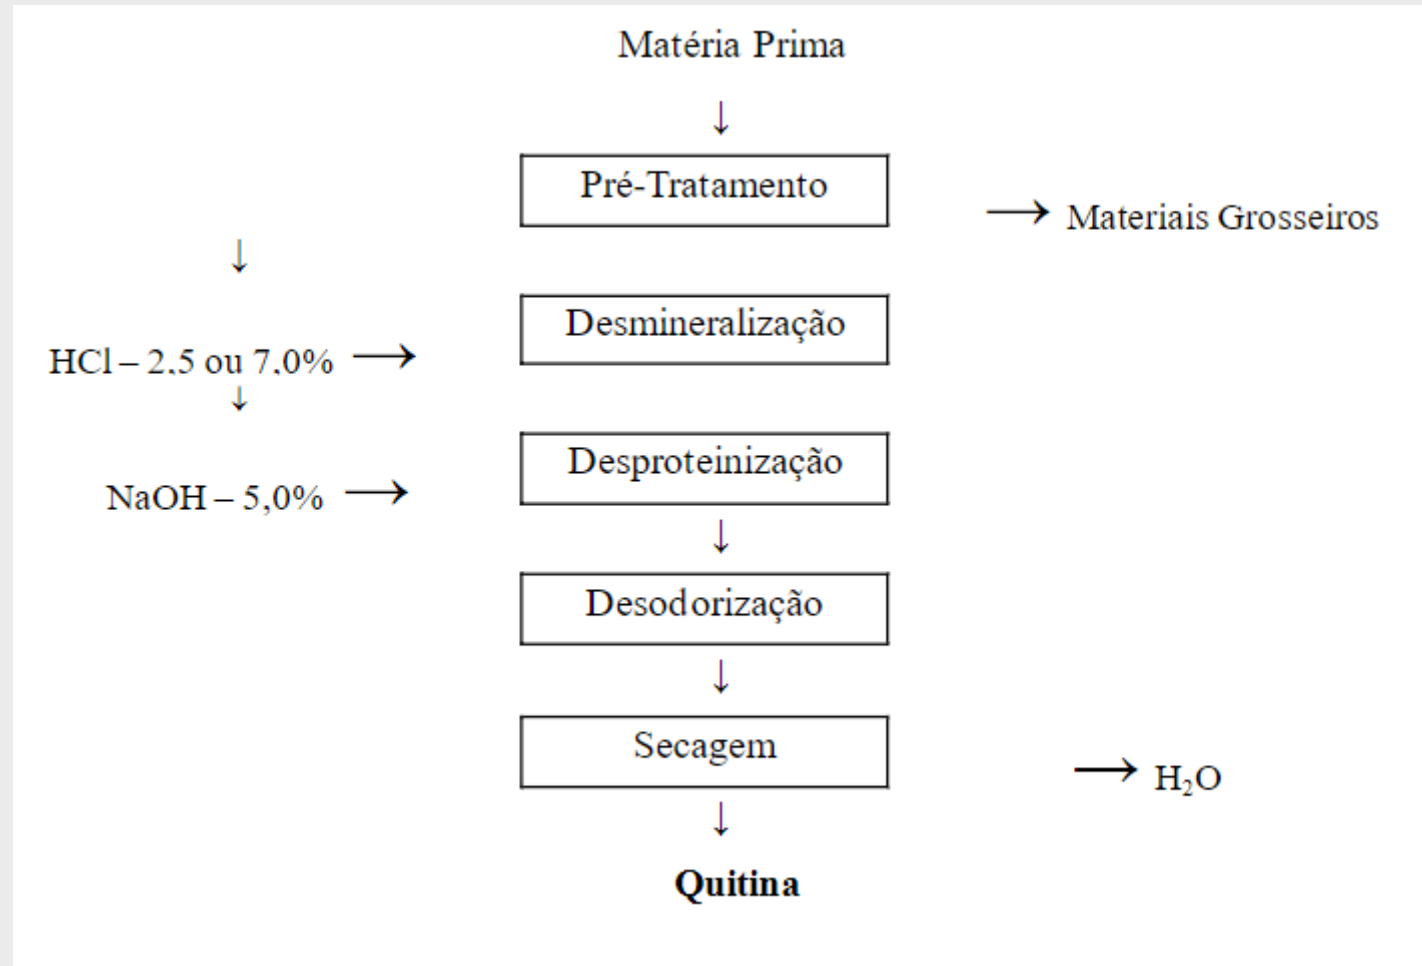 Matéria Prima
↓
Pré-Tratamento
→ Materiais Grosseiros
↓
Desmineralização
HCl – 2,5 ou 7,0% →
↓
Desproteinização
NaOH – 5,0% →
↓
Desodorização
↓
Secagem
→ H₂O
↓
Quitina